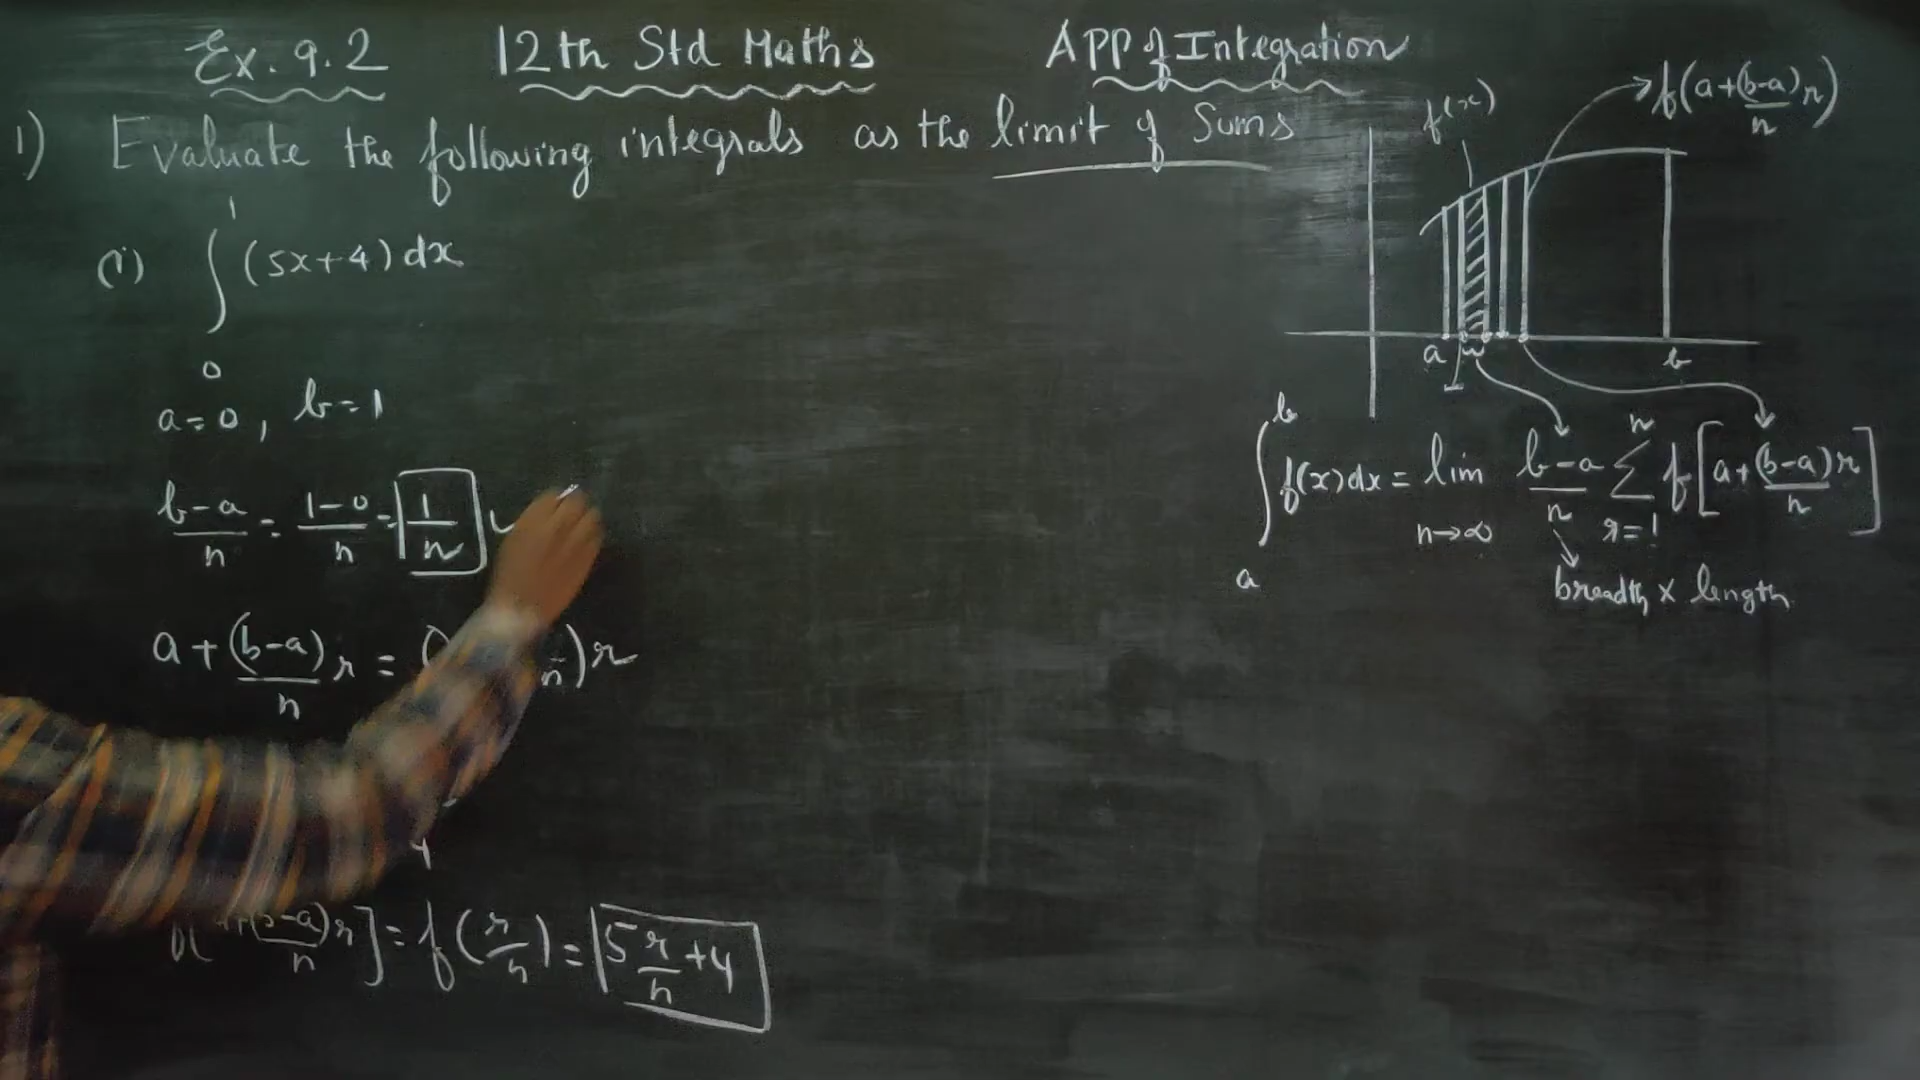 Ex. 9.2 12th Std Maths APP of Integration
1) Evaluate the following integrals as the limit of Sums
(i) ∫₀¹ (5x+4) dx
a=0, b=1
(b-a)/n = (1-0)/n = 1/n
a+(b-a)/n r = ( /n)r
(b-a)/n r] = f(r/n) = 5 r/n +4
f(x)
f(a+(b-a)/n r)
a b
∫ₐᵇ f(x)dx = lim n→∞ (b-a)/n Σ r=1 n f[a+(b-a)/n r]
breadth × length